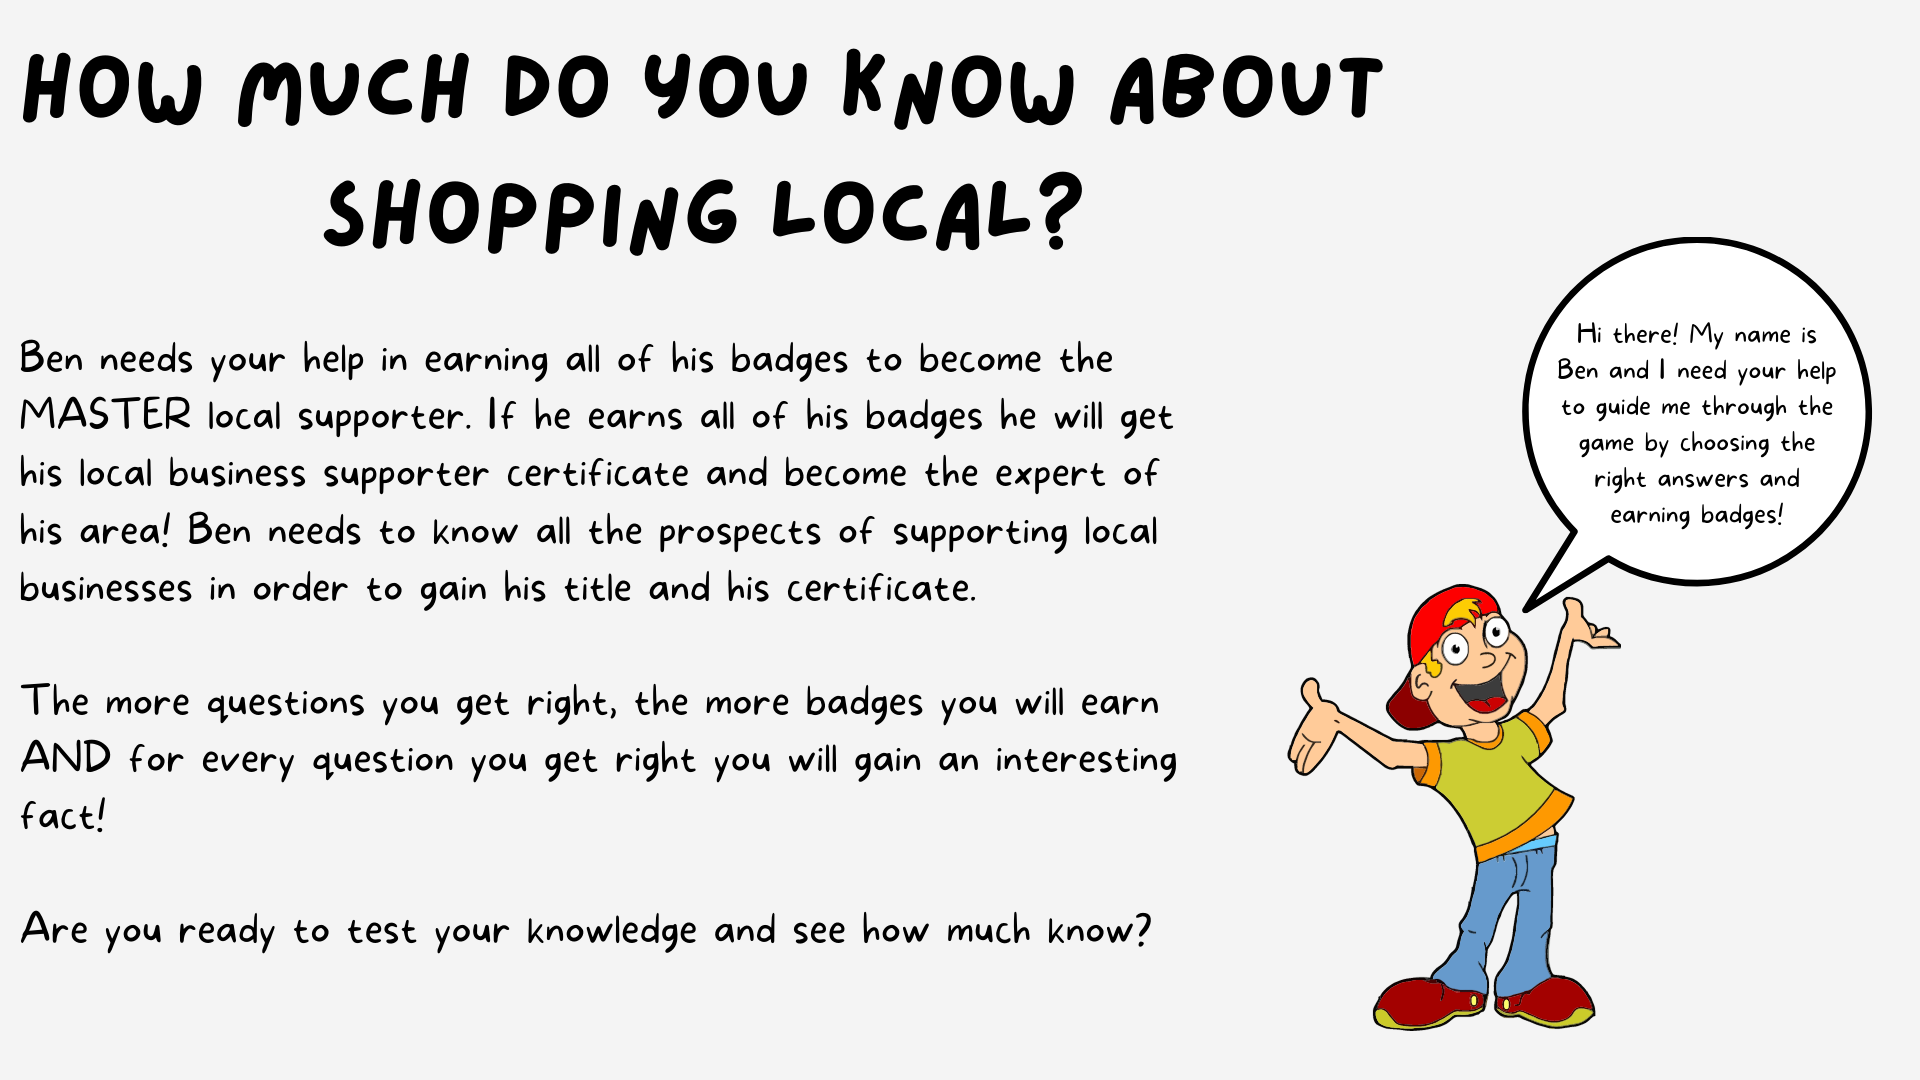 HOW MUCH DO YOU KNOW ABOUT
SHOPPING LOCAL?
Ben needs your help in earning all of his badges to become the
MASTER local supporter. If he earns all of his badges he will get
his local business supporter certificate and become the expert of
his area! Ben needs to know all the prospects of supporting local
businesses in order to gain his title and his certificate.
The more questions you get right, the more badges you will earn
AND for every question you get right you will gain an interesting
fact!
Are you ready to test your knowledge and see how much know?
Hi there! My name is
Ben and I need your help
to guide me through the
game by choosing the
right answers and
earning badges!